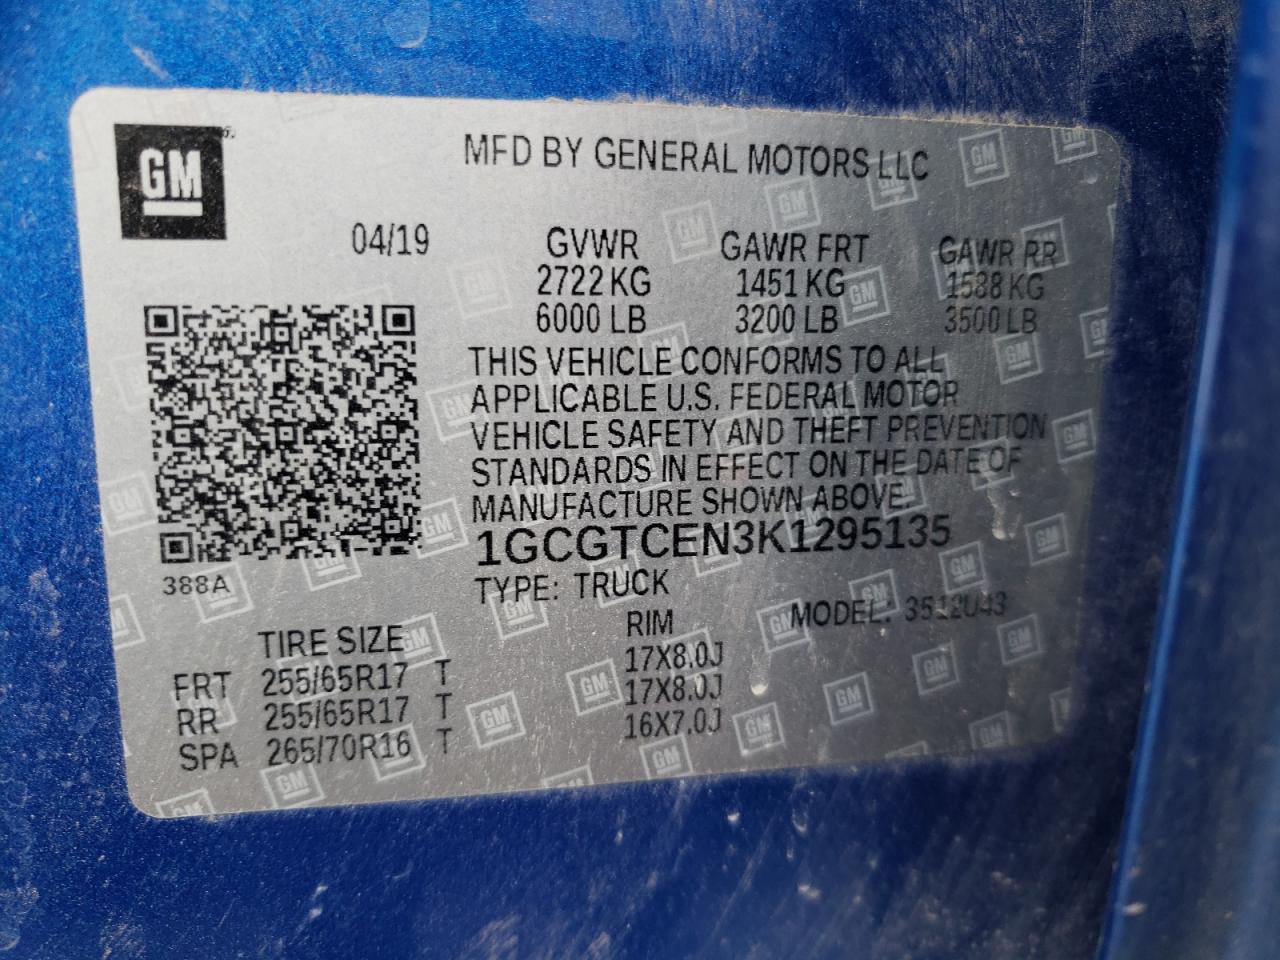 GM
MFD BY GENERAL MOTORS LLC
04/19
GVWR GAWR FRT GAWR RR
2722 KG 1451 KG 1588 KG
6000 LB 3200 LB 3500 LB
THIS VEHICLE CONFORMS TO ALL
APPLICABLE U.S. FEDERAL MOTOR
VEHICLE SAFETY AND THEFT PREVENTION
STANDARDS IN EFFECT ON THE DATE OF
MANUFACTURE SHOWN ABOVE.
1GCGTCEN3K1295135
388A
TYPE: TRUCK
MODEL:
TIRE SIZE RIM
FRT 255/65R17 T 17X8.0J
RR 255/65R17 T 17X8.0J
SPA 265/70R16 T 16X7.0J